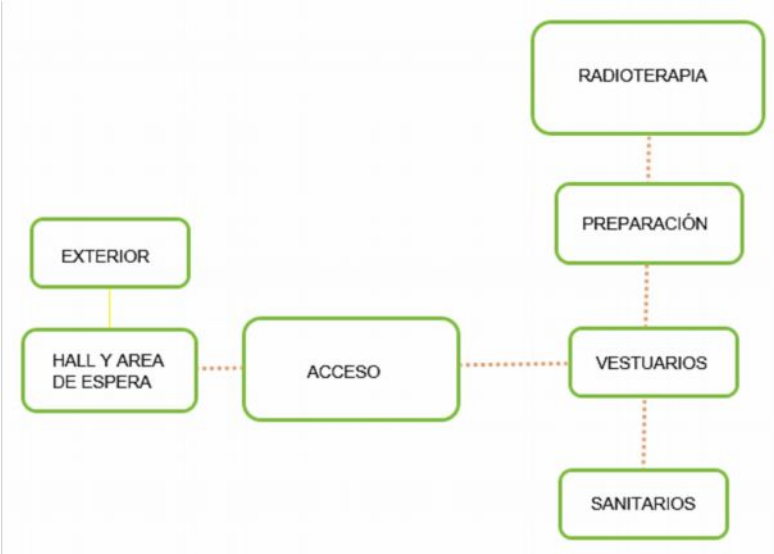 RADIOTERAPIA
PREPARACIÓN
EXTERIOR
HALL Y AREA
DE ESPERA
ACCESO
VESTUARIOS
SANITARIOS